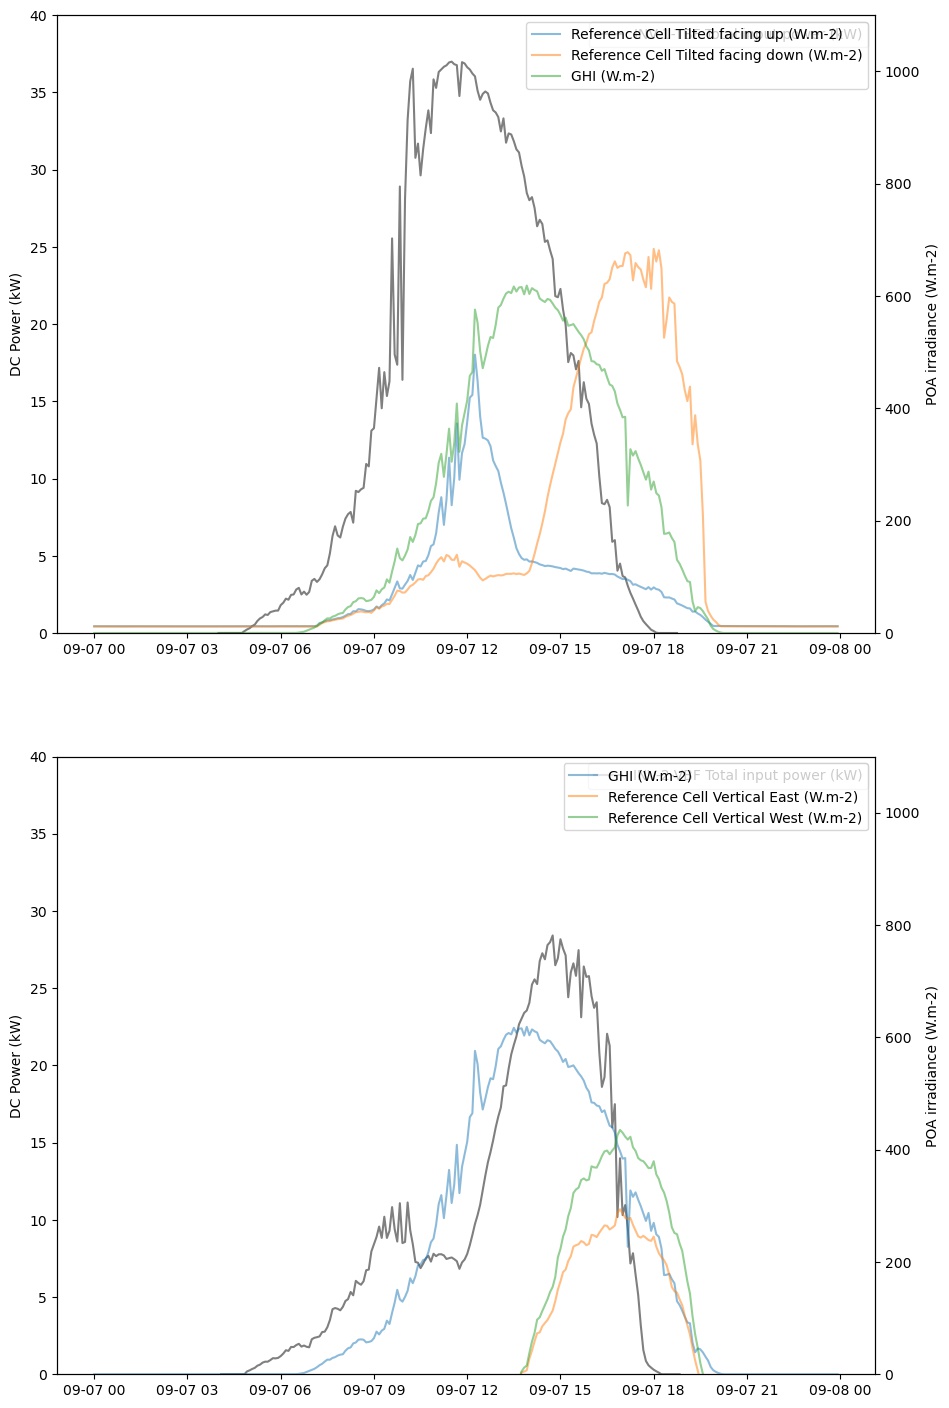 40
35
30
25
20
15
10
5
0
DC Power (kW)
Reference Cell Tilted facing up (W.m-2)
Reference Cell Tilted facing down (W.m-2)
GHI (W.m-2)
1000
800
600
400
200
0
POA irradiance (W.m-2)
09-07 00 09-07 03 09-07 06 09-07 09 09-07 12 09-07 15 09-07 18 09-07 21 09-08 00
40
35
30
25
20
15
10
5
0
DC Power (kW)
GHI (W.m-2) Total input power (kW)
Reference Cell Vertical East (W.m-2)
Reference Cell Vertical West (W.m-2)
1000
800
600
400
200
0
POA irradiance (W.m-2)
09-07 00 09-07 03 09-07 06 09-07 09 09-07 12 09-07 15 09-07 18 09-07 21 09-08 00